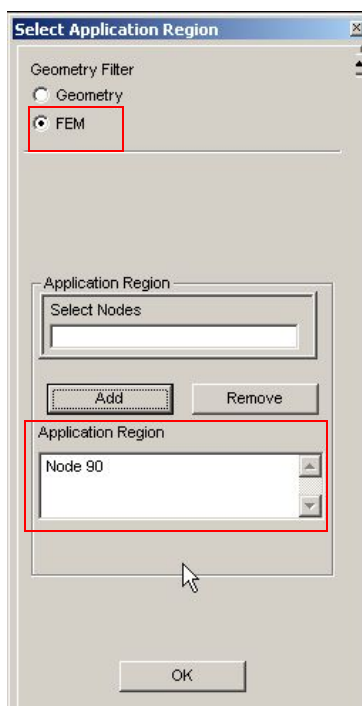 Select Application Region
Geometry Filter
Geometry
FEM
Application Region
Select Nodes
Add
Remove
Application Region
Node 90
OK